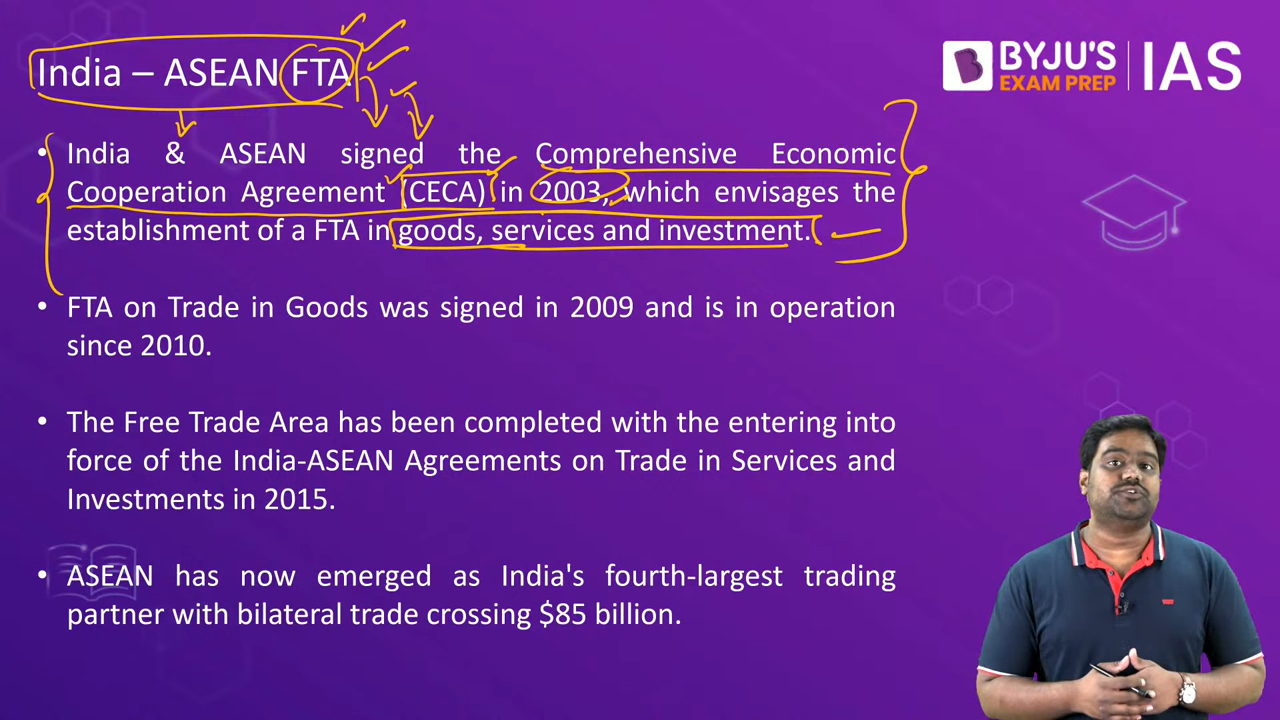 India – ASEAN FTA
BYJU'S
EXAM PREP
IAS
• India & ASEAN signed the Comprehensive Economic
Cooperation Agreement (CECA) in 2003, which envisages the
establishment of a FTA in goods, services and investment.
• FTA on Trade in Goods was signed in 2009 and is in operation
since 2010.
• The Free Trade Area has been completed with the entering into
force of the India-ASEAN Agreements on Trade in Services and
Investments in 2015.
• ASEAN has now emerged as India's fourth-largest trading
partner with bilateral trade crossing $85 billion.